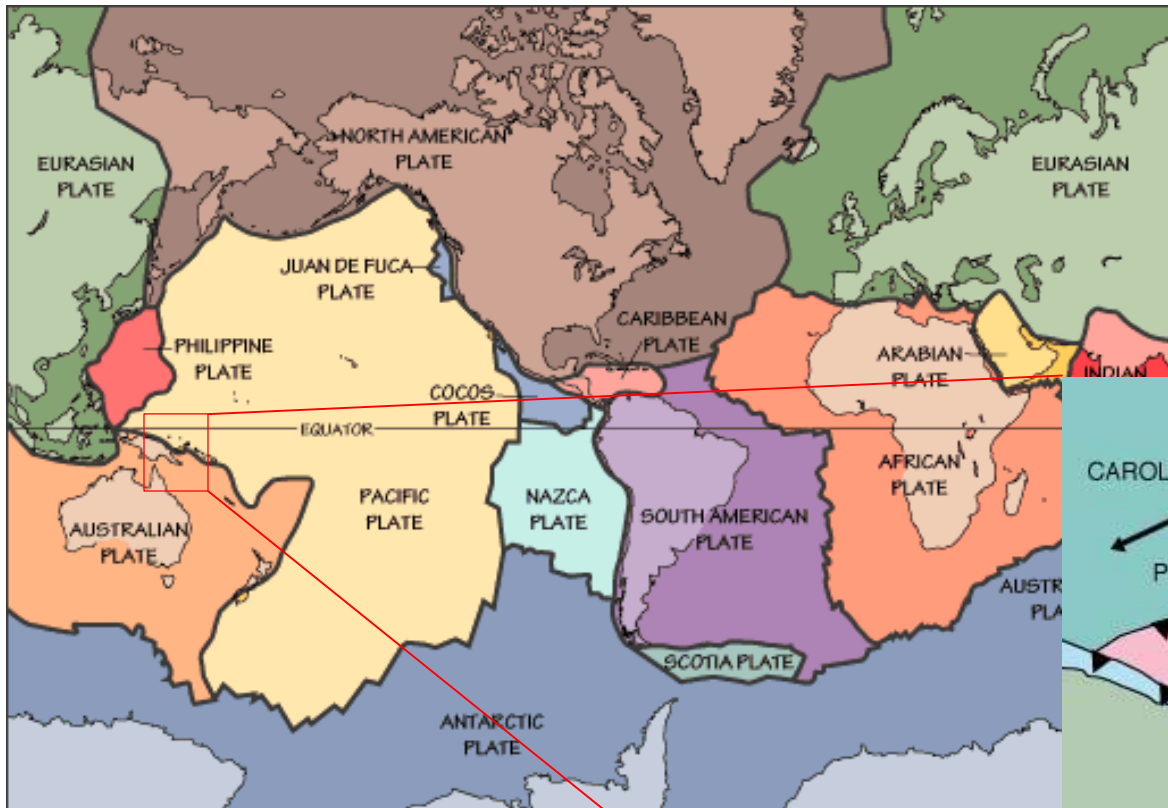 NORTH AMERICAN
PLATE
EURASIAN
PLATE
EURASIAN
PLATE
JUAN DE FUCA
PLATE
CARIBBEAN
PLATE
PHILIPPINE
PLATE
ARABIAN
PLATE
INDIAN
COCOS
PLATE
EQUATOR
AUSTRALIAN
PLATE
PACIFIC
PLATE
NAZCA
PLATE
SOUTH AMERICAN
PLATE
AFRICAN
PLATE
SCOTIA PLATE
ANTARCTIC
PLATE